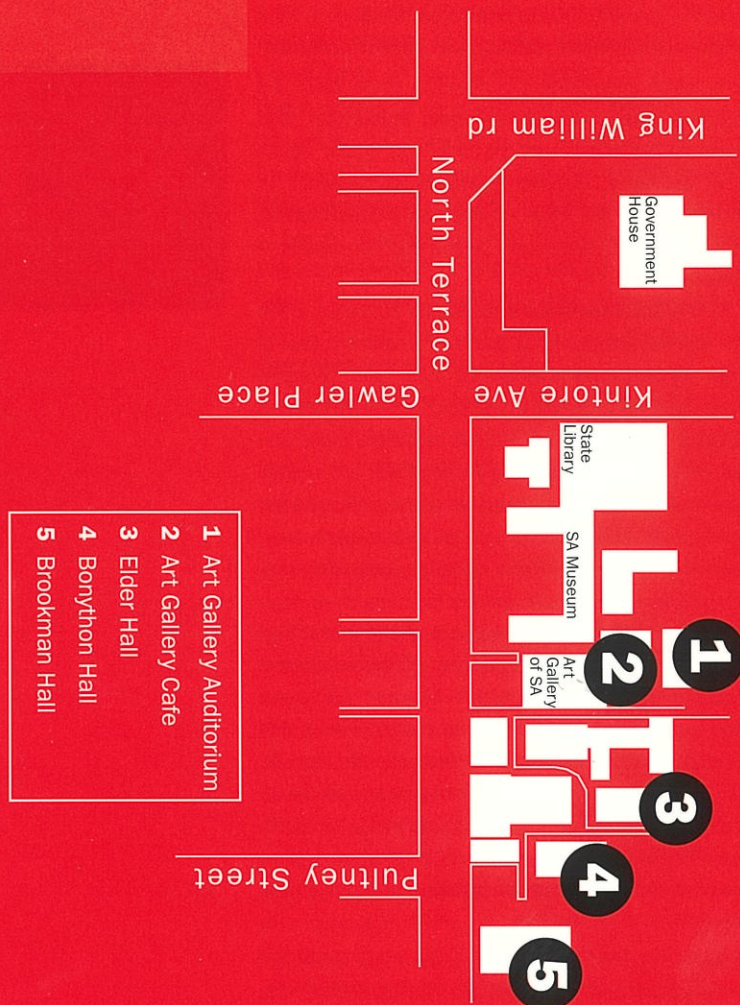 King William rd
Government
House
North Terrace
Gawler Place
Kintore Ave
State
Library
SA Museum
Art
Gallery
of SA
1
2
3
4
5
Pultney Street
1 Art Gallery Auditorium
2 Art Gallery Cafe
3 Elder Hall
4 Bonython Hall
5 Brookman Hall